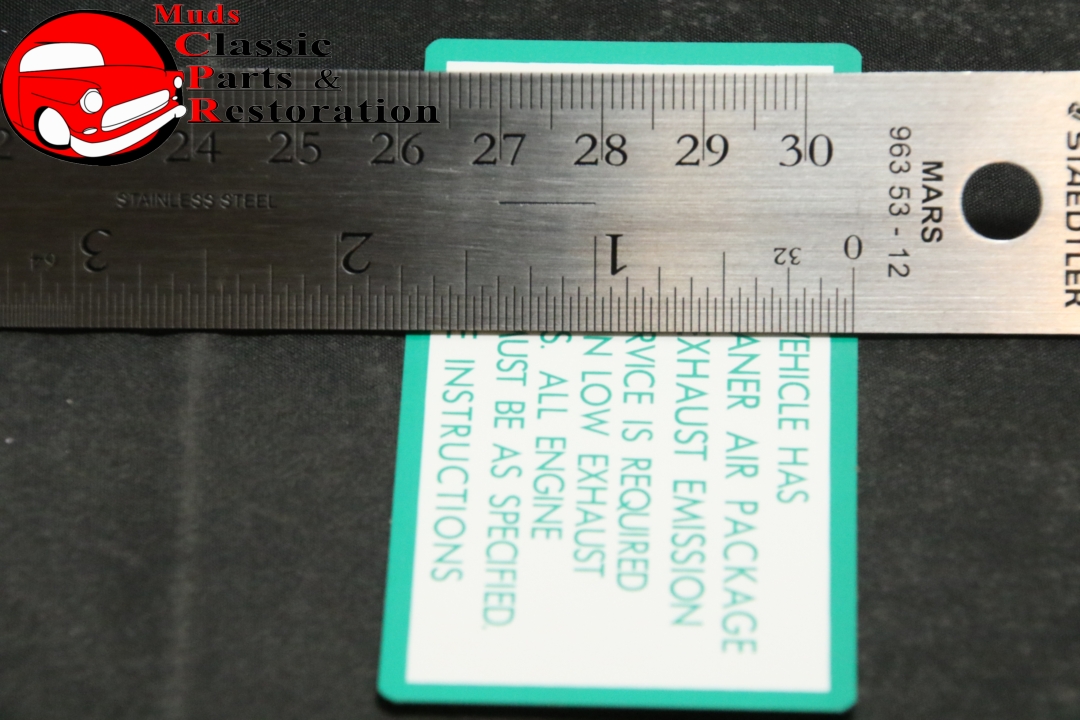 Muds
Classic
Parts &
Restoration
24 25 26 27 28 29 30
STAINLESS STEEL
3 2 1 0
64 32
MARS
963 53 - 12
STAEDTLER
VEHICLE HAS
ANER AIR PACKAGE
EXHAUST EMISSION
RVICE IS REQUIRED
N LOW EXHAUST
S. ALL ENGINE
UST BE AS SPECIFIED.
E INSTRUCTIONS